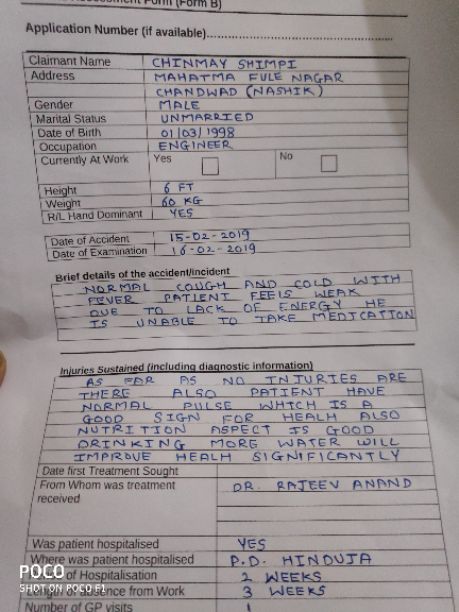 Assessment Form (Form B)
Application Number (if available)
Claimant Name CHINMAY SHIMPI
Address MAHATMA FULE NAGAR
CHANDWAD (NASHIK)
Gender MALE
Marital Status UNMARRIED
Date of Birth 01/03/1998
Occupation ENGINEER
Currently At Work Yes No
Height 6 FT
Weight 60 KG
R/L Hand Dominant YES
Date of Accident 15-02-2019
Date of Examination 16-02-2019
Brief details of the accident/incident
NORMAL COUGH AND COLD WITH
FEVER PATIENT FEELS WEAK
DUE TO LACK OF ENERGY HE
IS UNABLE TO TAKE MEDICATION
Injuries Sustained (including diagnostic information)
AS FOR AS NO INJURIES ARE
THERE ALSO PATIENT HAVE
NORMAL PULSE WHICH IS A
GOOD SIGN FOR HEALH ALSO
NUTRITION ASPECT IS GOOD
DRINKING MORE WATER WILL
IMPROVE HEALH SIGNIFICANTLY
Date first Treatment Sought
From Whom was treatment DR. RAJEEV ANAND
received
Was patient hospitalised YES
Where was patient hospitalised P.D. HINDUJA
of Hospitalisation 2 WEEKS
Length of absence from Work 3 WEEKS
Number of GP visits 1
POCO
SHOT ON POCO F1